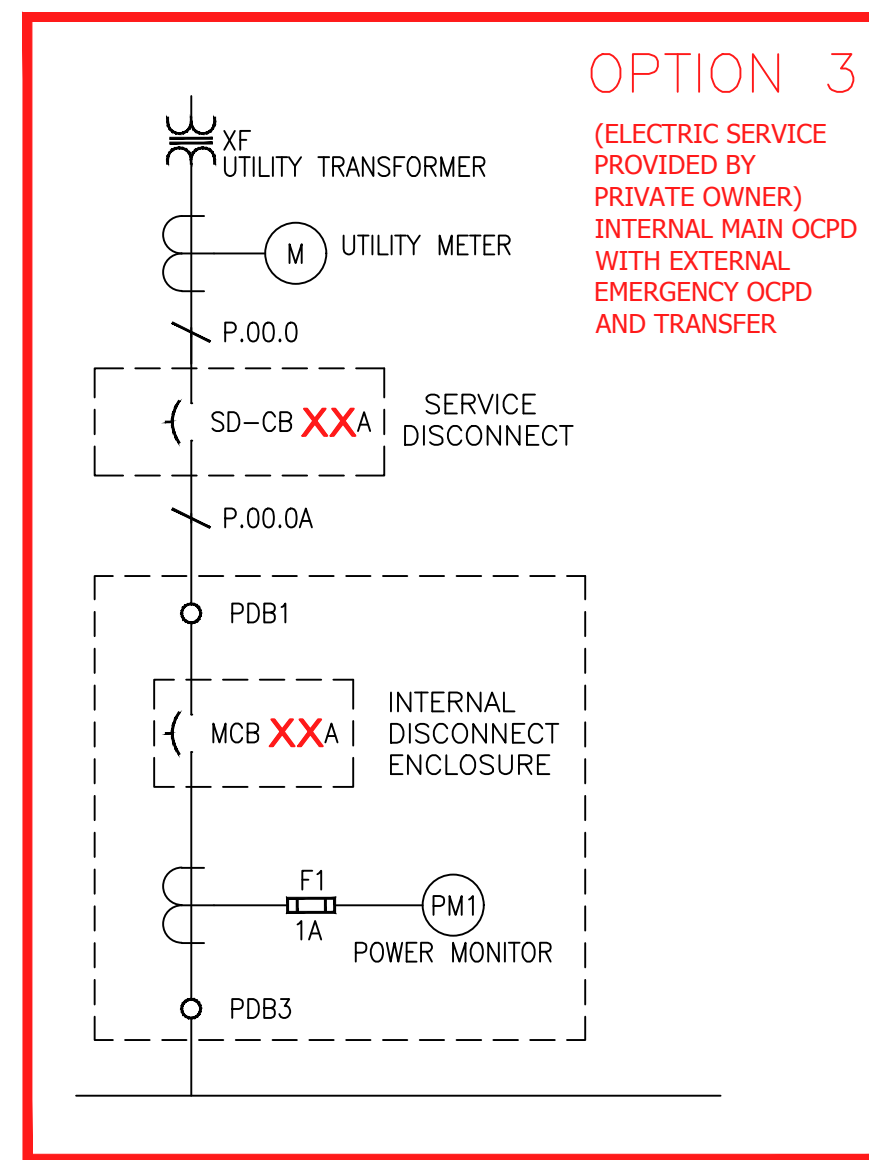 OPTION 3
(ELECTRIC SERVICE
PROVIDED BY
PRIVATE OWNER)
INTERNAL MAIN OCPD
WITH EXTERNAL
EMERGENCY OCPD
AND TRANSFER
XF
UTILITY TRANSFORMER
M
UTILITY METER
P.00.0
SD-CB XXA
SERVICE
DISCONNECT
P.00.0A
PDB1
MCB XXA
INTERNAL
DISCONNECT
ENCLOSURE
F1
1A
PM1
POWER MONITOR
PDB3